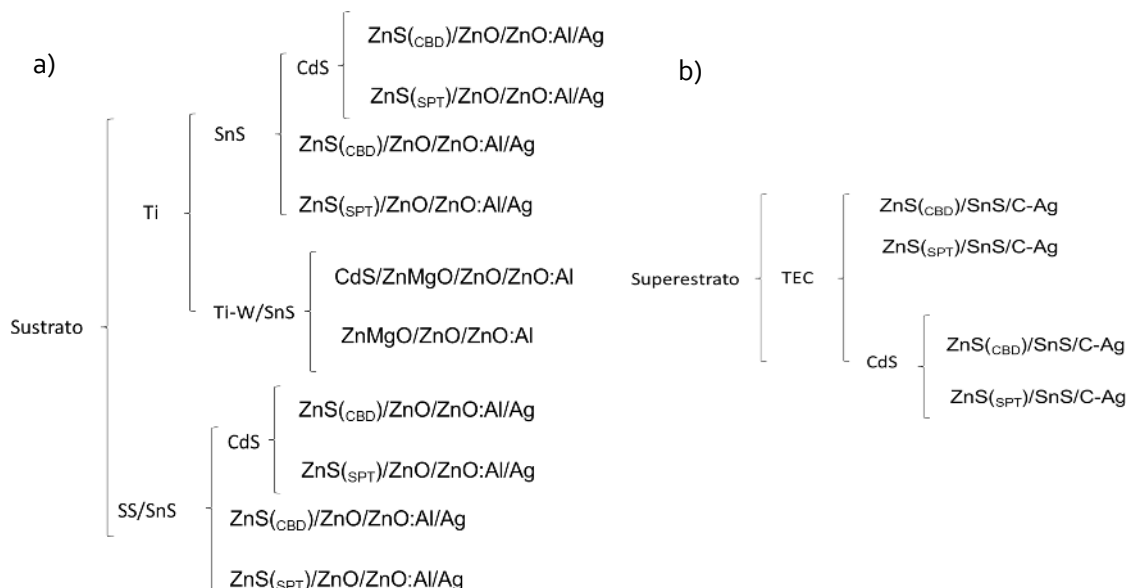 a)
ZnS(CBD)/ZnO/ZnO:Al/Ag
CdS
ZnS(SPT)/ZnO/ZnO:Al/Ag
SnS
ZnS(CBD)/ZnO/ZnO:Al/Ag
Ti
ZnS(SPT)/ZnO/ZnO:Al/Ag
CdS/ZnMgO/ZnO/ZnO:Al
Ti-W/SnS
Sustrato
ZnMgO/ZnO/ZnO:Al
ZnS(CBD)/ZnO/ZnO:Al/Ag
CdS
ZnS(SPT)/ZnO/ZnO:Al/Ag
SS/SnS
ZnS(CBD)/ZnO/ZnO:Al/Ag
ZnS(SPT)/ZnO/ZnO:Al/Ag
b)
ZnS(CBD)/SnS/C-Ag
ZnS(SPT)/SnS/C-Ag
Superestrato
TEC
ZnS(CBD)/SnS/C-Ag
CdS
ZnS(SPT)/SnS/C-Ag